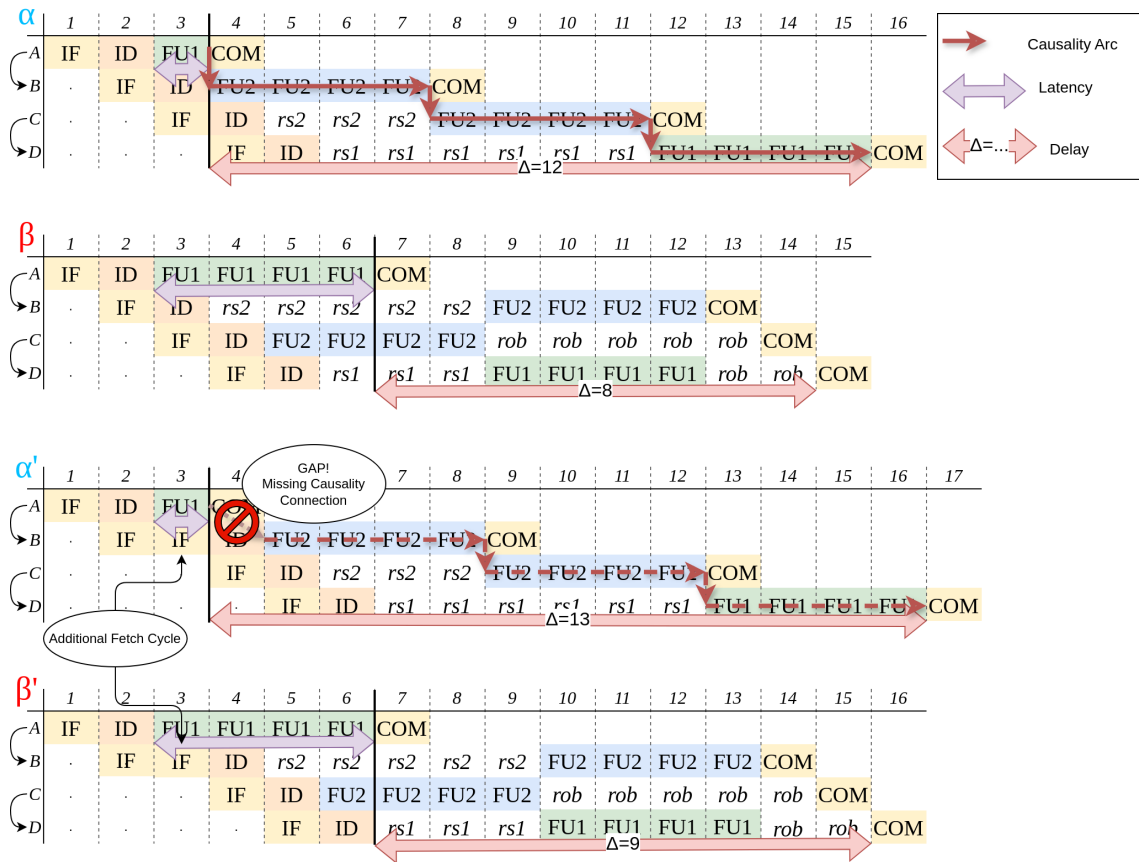 α 1 2 3 4 5 6 7 8 9 10 11 12 13 14 15 16
A IF ID FU1 COM
B . IF ID FU2 FU2 FU2 FU2 COM
C . . IF ID rs2 rs2 rs2 FU2 FU2 FU2 FU2 COM
D . . . IF ID rs1 rs1 rs1 rs1 rs1 rs1 FU1 FU1 FU1 FU1 COM
Δ=12
Causality Arc
Latency
Δ=... Delay
β 1 2 3 4 5 6 7 8 9 10 11 12 13 14 15
A IF ID FU1 FU1 FU1 FU1 COM
B . IF ID rs2 rs2 rs2 rs2 rs2 FU2 FU2 FU2 FU2 COM
C . . IF ID FU2 FU2 FU2 FU2 rob rob rob rob rob COM
D . . . IF ID rs1 rs1 rs1 FU1 FU1 FU1 FU1 rob rob COM
Δ=8
α' 1 2 3 4 5 6 7 8 9 10 11 12 13 14 15 16 17
GAP!
Missing Causality
Connection
A IF ID FU1 COM
B . IF IF ID FU2 FU2 FU2 FU2 COM
C . . . IF ID rs2 rs2 rs2 FU2 FU2 FU2 FU2 COM
D . . . . IF ID rs1 rs1 rs1 rs1 rs1 rs1 FU1 FU1 FU1 FU1 COM
Δ=13
Additional Fetch Cycle
β' 1 2 3 4 5 6 7 8 9 10 11 12 13 14 15 16
A IF ID FU1 FU1 FU1 FU1 COM
B . IF IF ID rs2 rs2 rs2 rs2 rs2 FU2 FU2 FU2 FU2 COM
C . . . IF ID FU2 FU2 FU2 FU2 rob rob rob rob rob COM
D . . . . IF ID rs1 rs1 rs1 FU1 FU1 FU1 FU1 rob rob COM
Δ=9